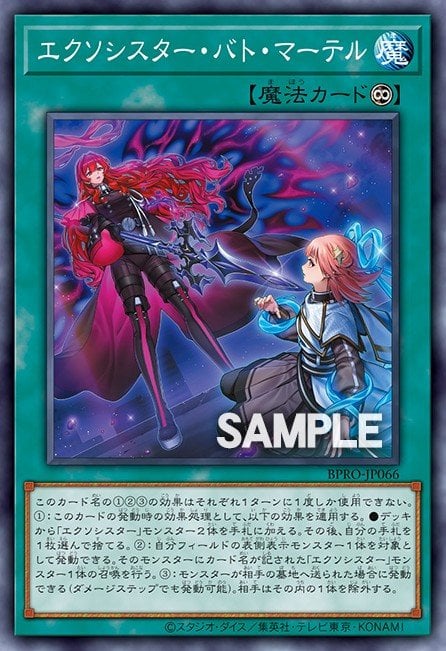 エクソシスター・バト・マーテル
魔
【魔法カード】
SAMPLE
BPRO-JP066
このカード名の①②③の効果はそれぞれ1ターンに1度しか使用できない。
①：このカードの発動時の効果処理として、以下の効果を適用する。●デッキ
から「エクソシスター」モンスター2体を手札に加える。その後、自分の手札を
1枚選んで捨てる。②：自分フィールドの表側表示モンスター1体を対象と
して発動できる。そのモンスターにカード名が記された「エクソシスター」モンス
ター1体の召喚を行う。③：モンスターが相手の墓地へ送られた場合に発動
できる（ダメージステップでも発動可能）。相手はその内の1体を除外する。
©スタジオ・ダイス／集英社・テレビ東京・KONAMI